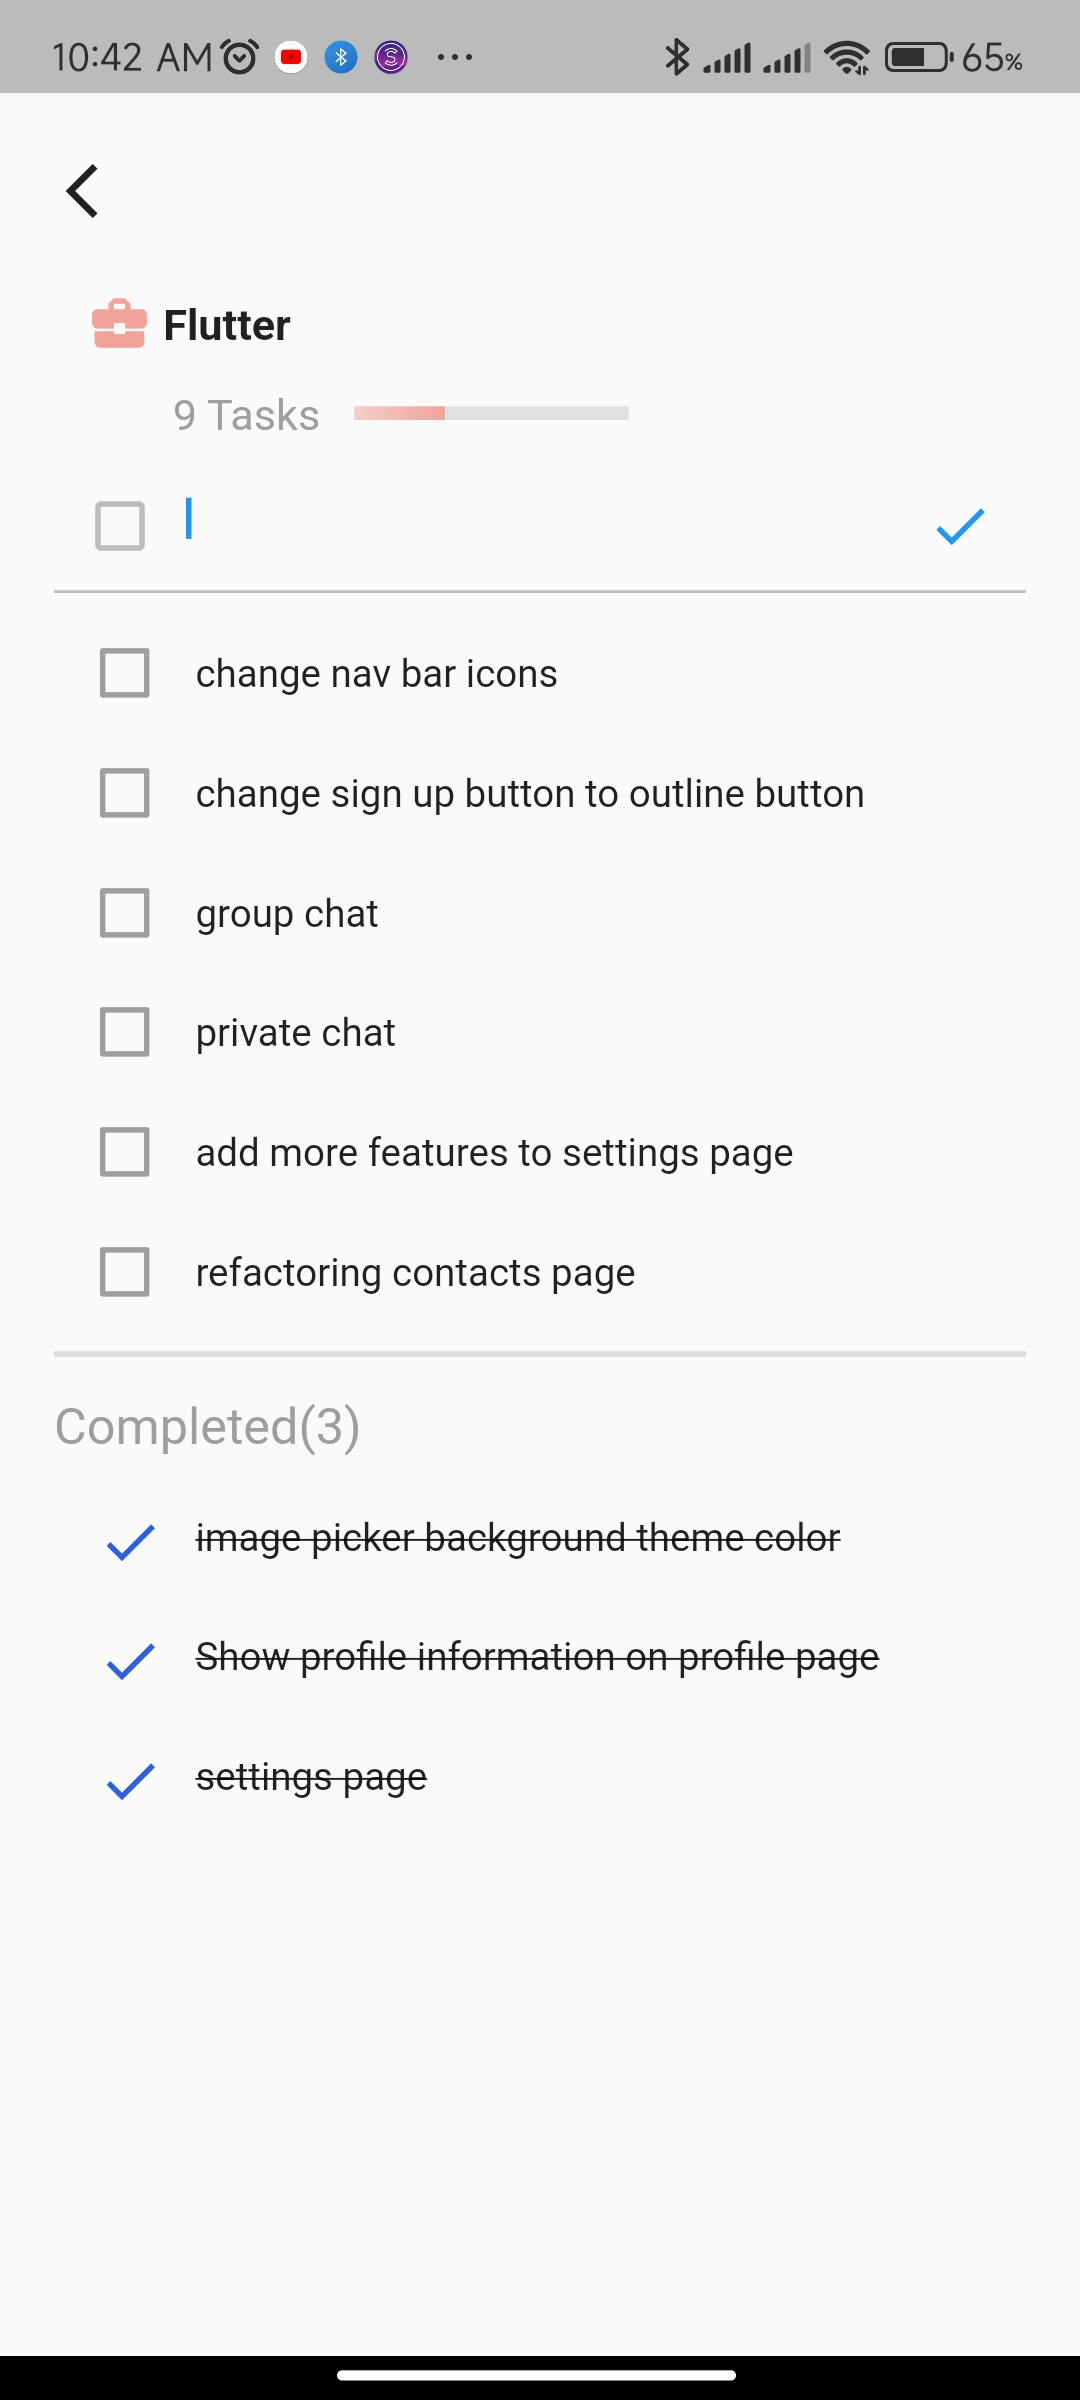 10:42 AM 65%
Flutter
9 Tasks
change nav bar icons
change sign up button to outline button
group chat
private chat
add more features to settings page
refactoring contacts page
Completed(3)
image picker background theme color
Show profile information on profile page
settings page